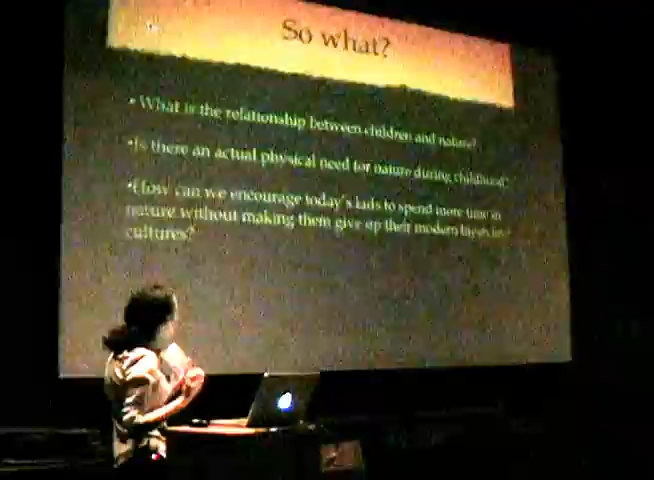 So what?
• What is the relationship between children and nature?
•Is there an actual physical need for nature during childhood?
•How can we encourage today's kids to spend more time in
nature without making them give up their modern
cultures?